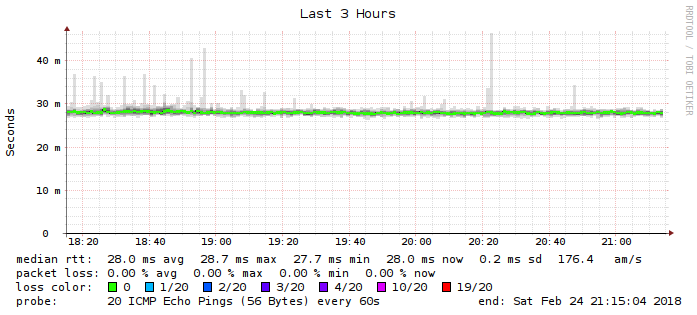 Last 3 Hours
RRDTOOL / TOBI OETIKER
Seconds
40 m
30 m
20 m
10 m
0
18:20 18:40 19:00 19:20 19:40 20:00 20:20 20:40 21:00
median rtt: 28.0 ms avg 28.7 ms max 27.7 ms min 28.0 ms now 0.2 ms sd 176.4 am/s
packet loss: 0.00 % avg 0.00 % max 0.00 % min 0.00 % now
loss color: 0 1/20 2/20 3/20 4/20 10/20 19/20
probe: 20 ICMP Echo Pings (56 Bytes) every 60s end: Sat Feb 24 21:15:04 2018